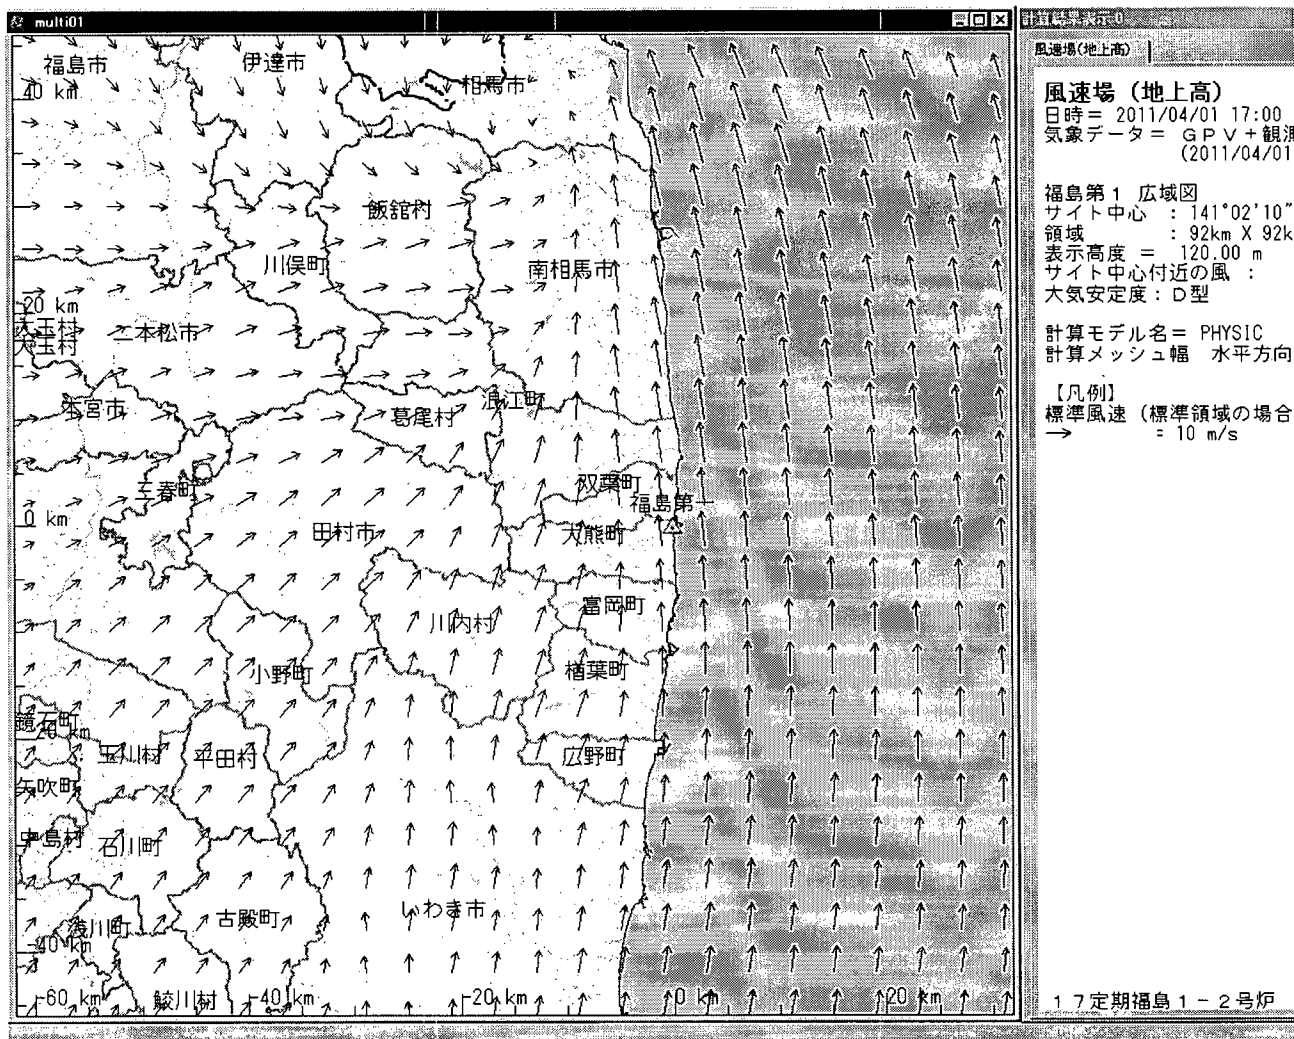 multi01
福島市
伊達市
相馬市
40 km
飯舘村
川俣町
南相馬市
20 km
大玉村
大玉村
二本松市
本宮市
葛尾村
浪江町
三春町
双葉町
福島第一
0 km
田村市
大熊町
富岡町
川内村
小野町
楢葉町
鏡石町
-20 km
玉川村
平田村
広野町
矢吹町
中島村
石川町
浅川町
古殿町
いわき市
-40 km
-60 km
鮫川村
-40 km
-20 km
0 km
20 km
計算結果表示:0
風速場(地上高)
風速場 (地上高)
日時= 2011/04/01 17:00
気象データ= GPV+観測
(2011/04/01
福島第1 広域図
サイト中心 : 141°02'10"
領域 : 92km X 92k
表示高度 = 120.00 m
サイト中心付近の風 :
大気安定度:D型
計算モデル名= PHYSIC
計算メッシュ幅 水平方向
【凡例】
標準風速 (標準領域の場合
→ = 10 m/s
17定期福島1-2号炉